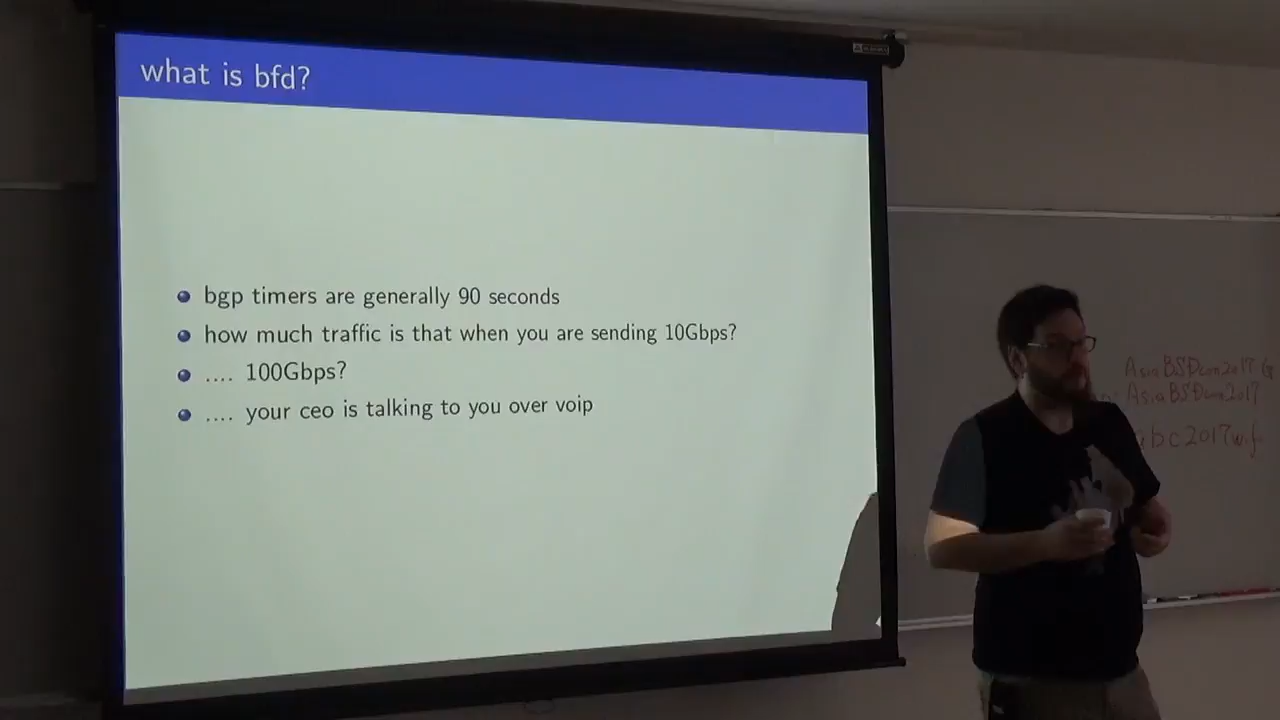 what is bfd?
bgp timers are generally 90 seconds
how much traffic is that when you are sending 10Gbps?
.... 100Gbps?
.... your ceo is talking to you over voip
AsiaBSDcon2017
AsiaBSDcon2017